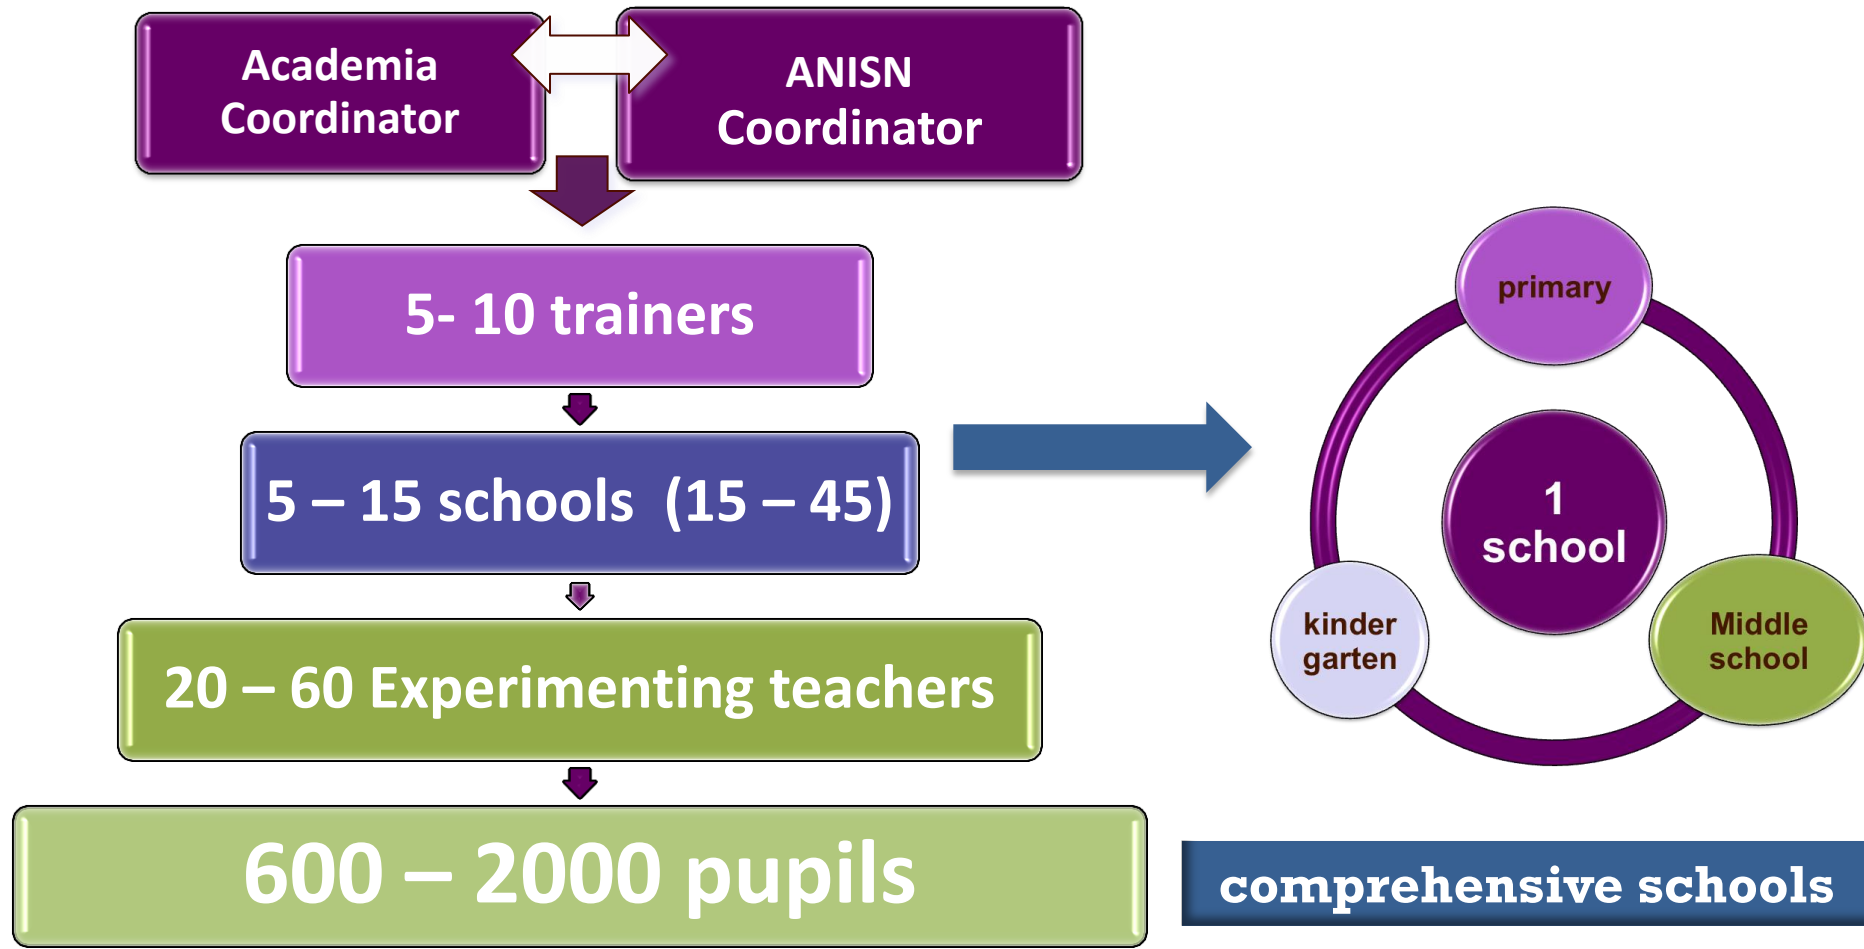 Academia
Coordinator
ANISN
Coordinator
5- 10 trainers
5 – 15 schools  (15 – 45)
20 – 60 Experimenting teachers
600 – 2000 pupils
primary
1
school
kinder
garten
Middle
school
comprehensive schools